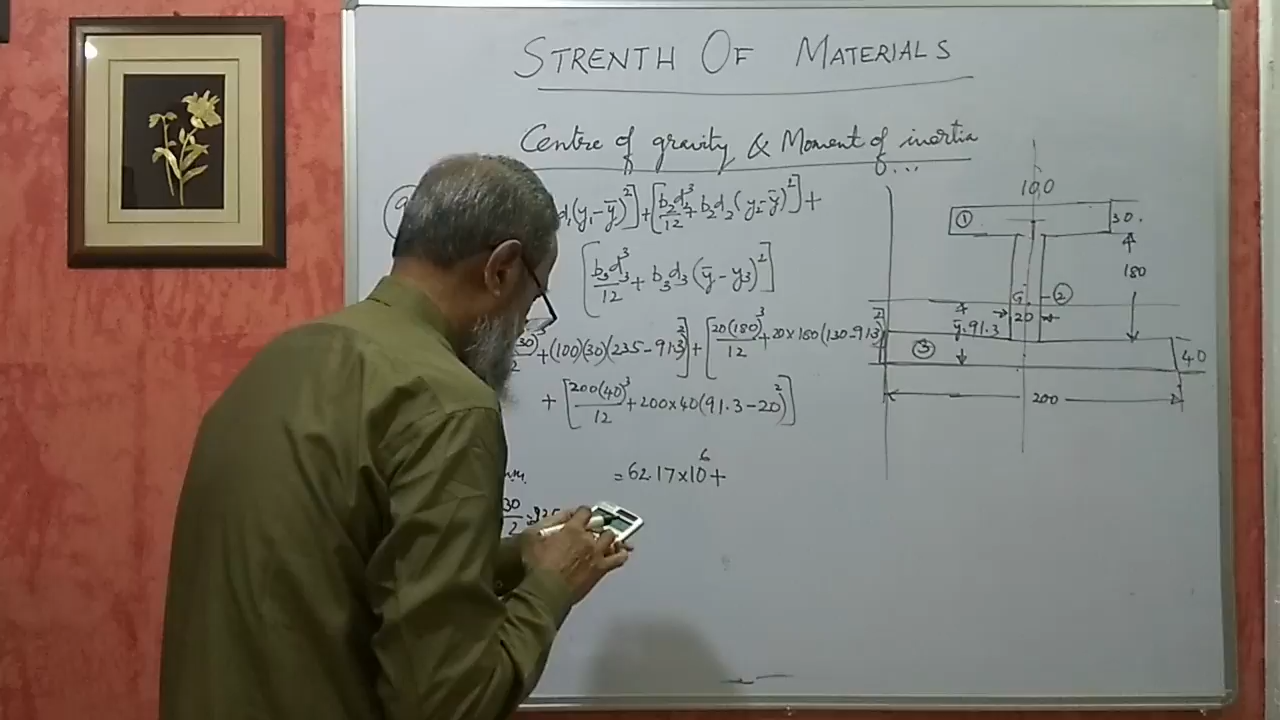 STRENTH OF MATERIALS
Centre of gravity & Moment of inertia ...
d₁(y₁-ȳ)²] + [b₂d₂³/12 + b₂d₂(y₂-ȳ)²] +
[b₃d₃³/12 + b₃d₃(ȳ-y₃)²]
+(100)(30)(235-91.3)²] + [20(180)³/12 + 20×180(130-91.3)²
+ [200(40)³/12 + 200×40(91.3-20)²]
= 62.17×10⁶ +
30/2
100
① 30.
180
G ②
20
ȳ.91.3
③
40
200